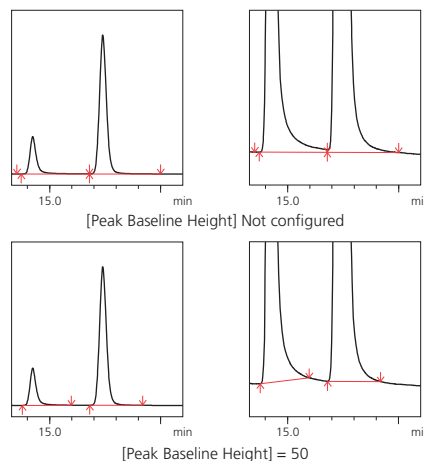 15.0 min
15.0 mi
[Peak Baseline Height] Not configured
15.0 min
15.0 mi
[Peak Baseline Height] = 50